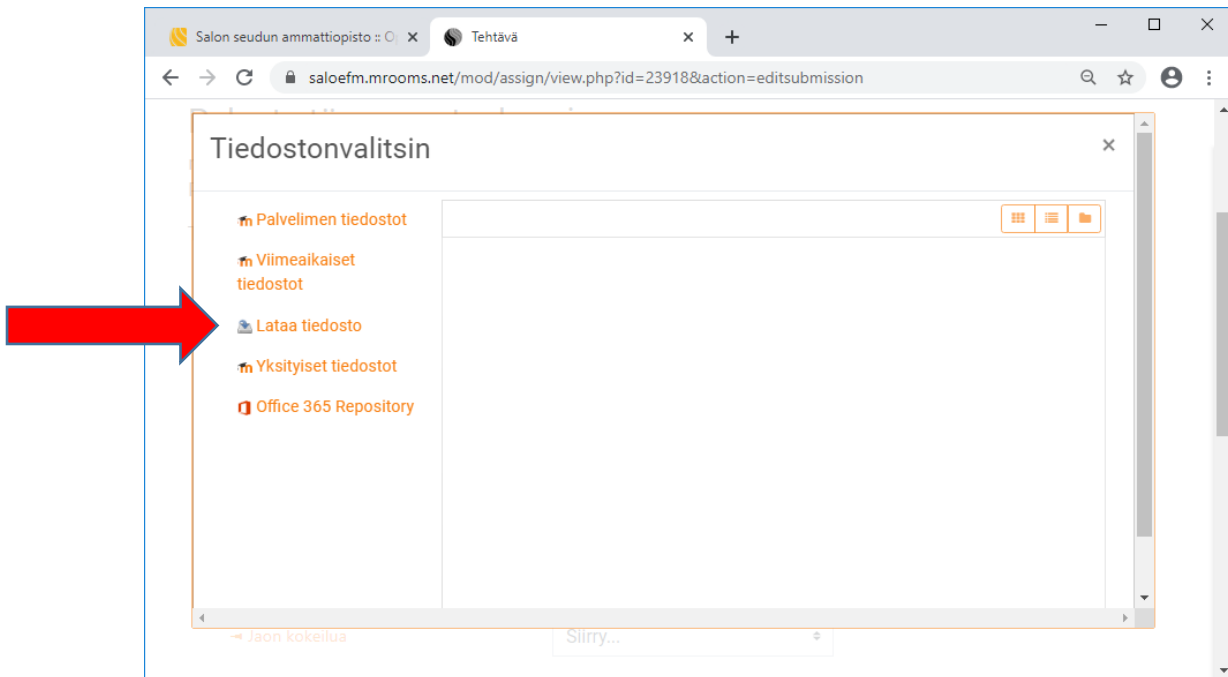 Salon seudun ammattiopisto :: O
Tehtävä
saloefm.mrooms.net/mod/assign/view.php?id=23918&action=editsubmission
Tiedostonvalitsin
Palvelimen tiedostot
Viimeaikaiset
tiedostot
Lataa tiedosto
Yksityiset tiedostot
Office 365 Repository
Jaon kokeilua
Siirry...